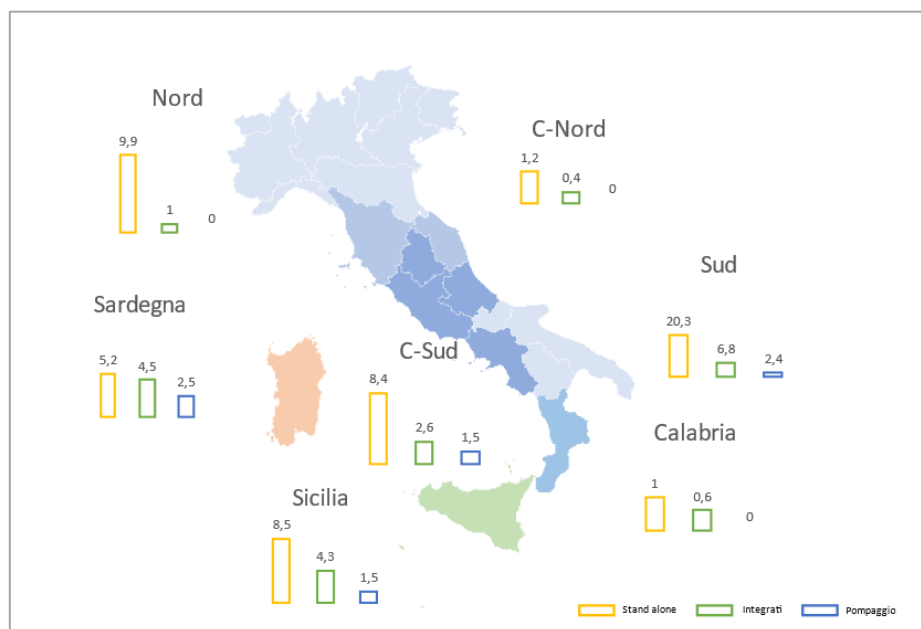 Nord
9,9
1
0
C-Nord
1,2
0,4
0
Sud
20,3
6,8
2,4
Sardegna
5,2
4,5
2,5
C-Sud
8,4
2,6
1,5
Calabria
1
0,6
0
Sicilia
8,5
4,3
1,5
Stand alone
Integrati
Pompaggio